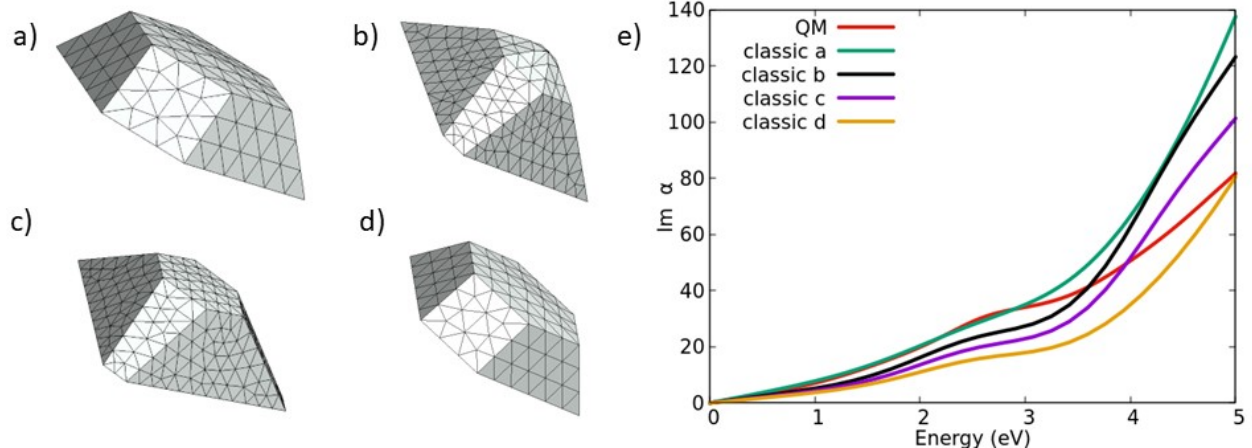 a)
b)
c)
d)
e)
140
120
100
80
60
40
20
0
Im α
QM
classic a
classic b
classic c
classic d
0 1 2 3 4 5
Energy (eV)